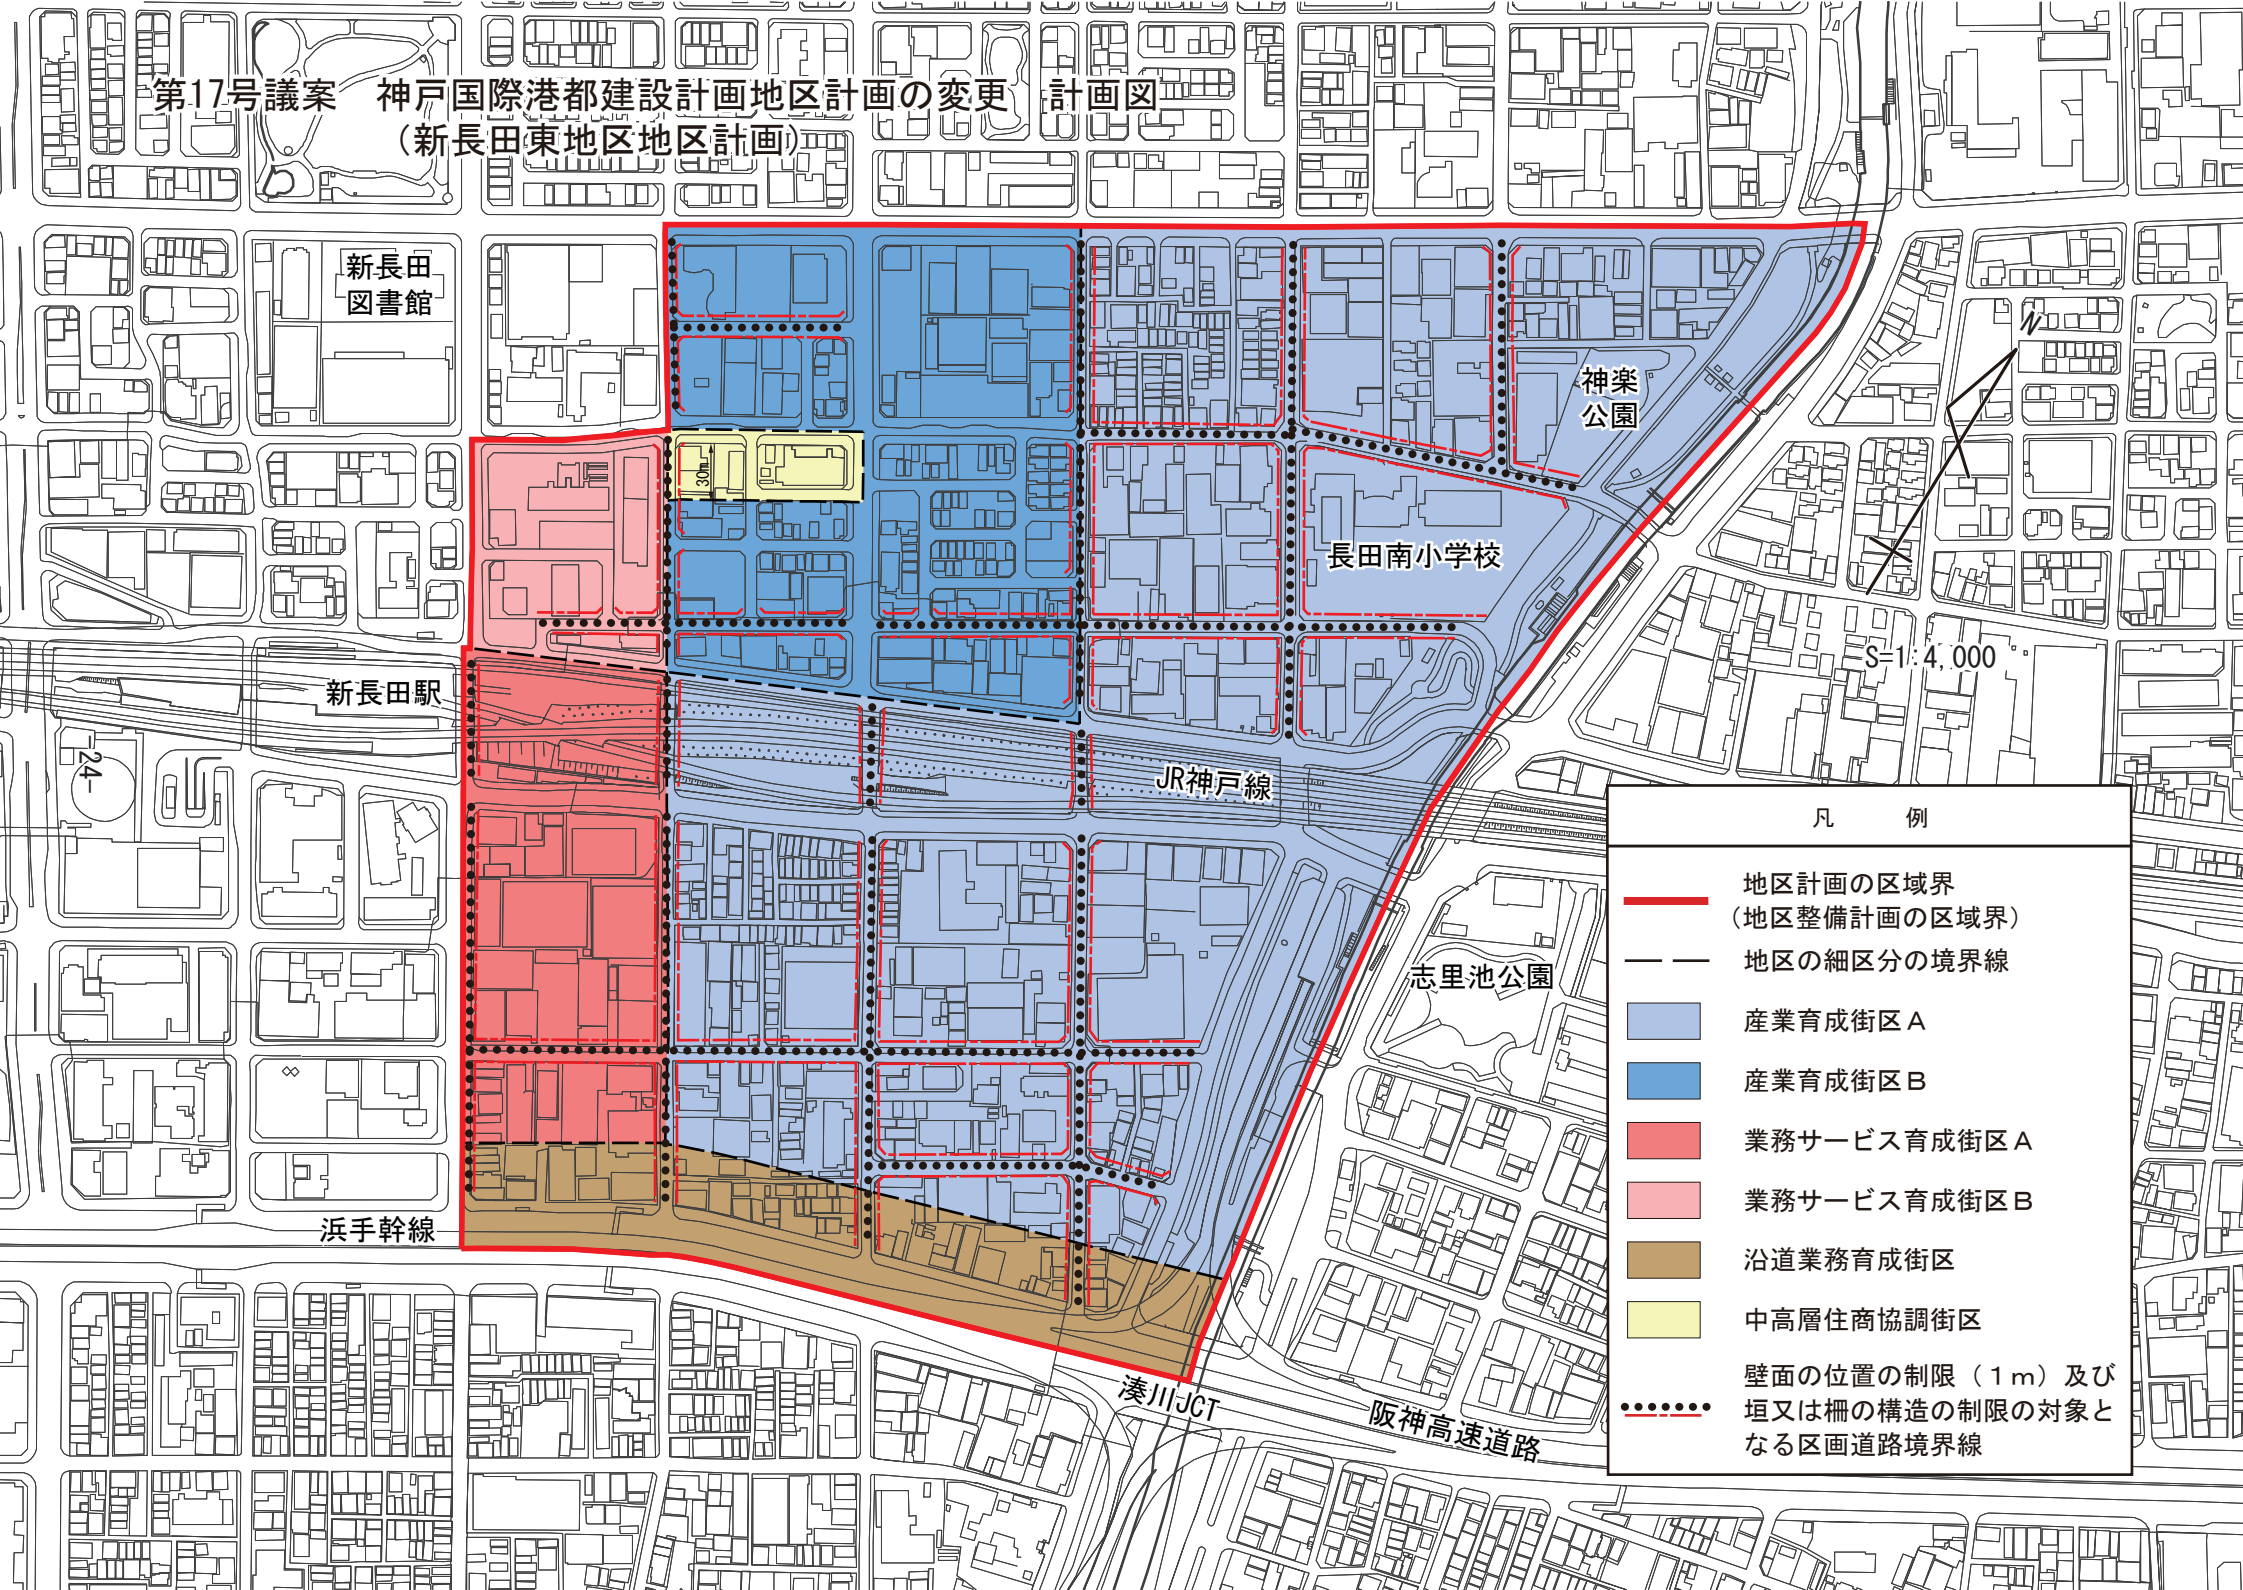 第17号議案　神戸国際港都建設計画地区計画の変更　計画図
（新長田東地区地区計画）
新長田
図書館
神楽
公園
N
30m
長田南小学校
S=1:4,000
新長田駅
-24-
JR神戸線
志里池公園
浜手幹線
湊川JCT
阪神高速道路
凡　例
地区計画の区域界
（地区整備計画の区域界）
地区の細区分の境界線
産業育成街区Ａ
産業育成街区Ｂ
業務サービス育成街区Ａ
業務サービス育成街区Ｂ
沿道業務育成街区
中高層住商協調街区
壁面の位置の制限（１ｍ）及び
垣又は柵の構造の制限の対象と
なる区画道路境界線